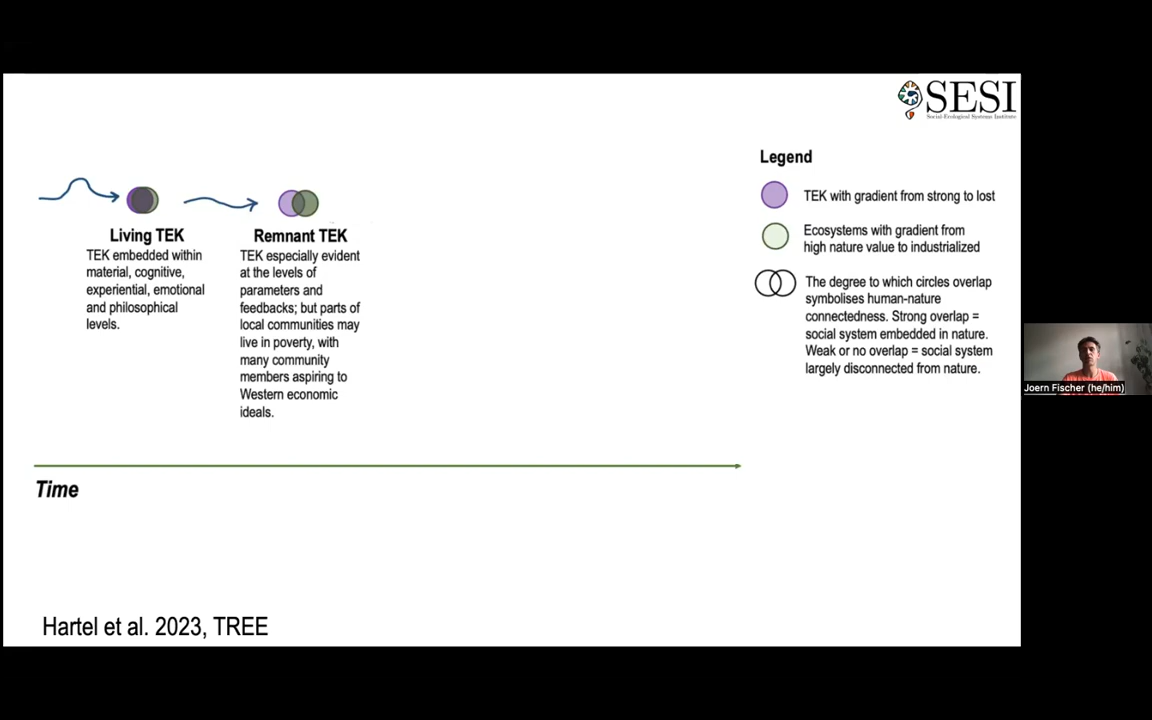 SESI
Social-Ecological Systems Institute
Legend
TEK with gradient from strong to lost
Ecosystems with gradient from
high nature value to industrialized
The degree to which circles overlap
symbolises human-nature
connectedness. Strong overlap =
social system embedded in nature.
Weak or no overlap = social system
largely disconnected from nature.
Living TEK
TEK embedded within
material, cognitive,
experiential, emotional
and philosophical
levels.
Remnant TEK
TEK especially evident
at the levels of
parameters and
feedbacks; but parts of
local communities may
live in poverty, with
many community
members aspiring to
Western economic
ideals.
Time
Hartel et al. 2023, TREE
Joern Fischer (he/him)